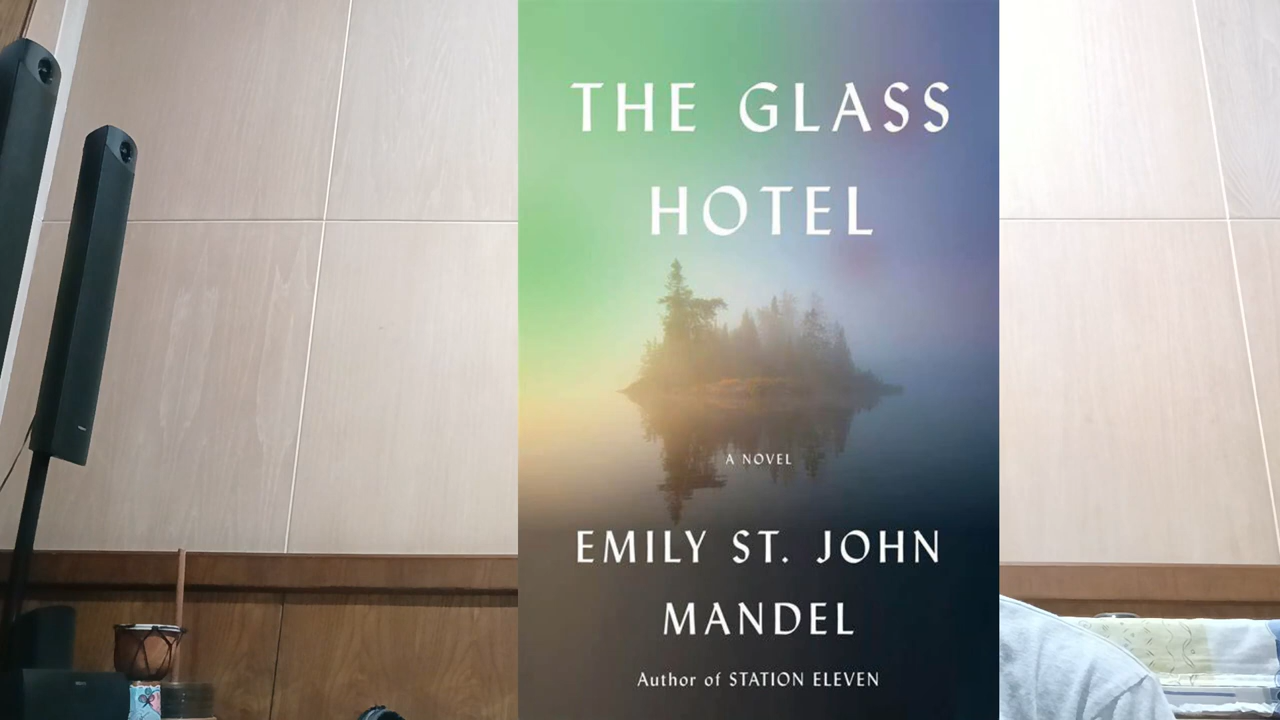 THE GLASS
HOTEL
A NOVEL
EMILY ST. JOHN
MANDEL
Author of STATION ELEVEN